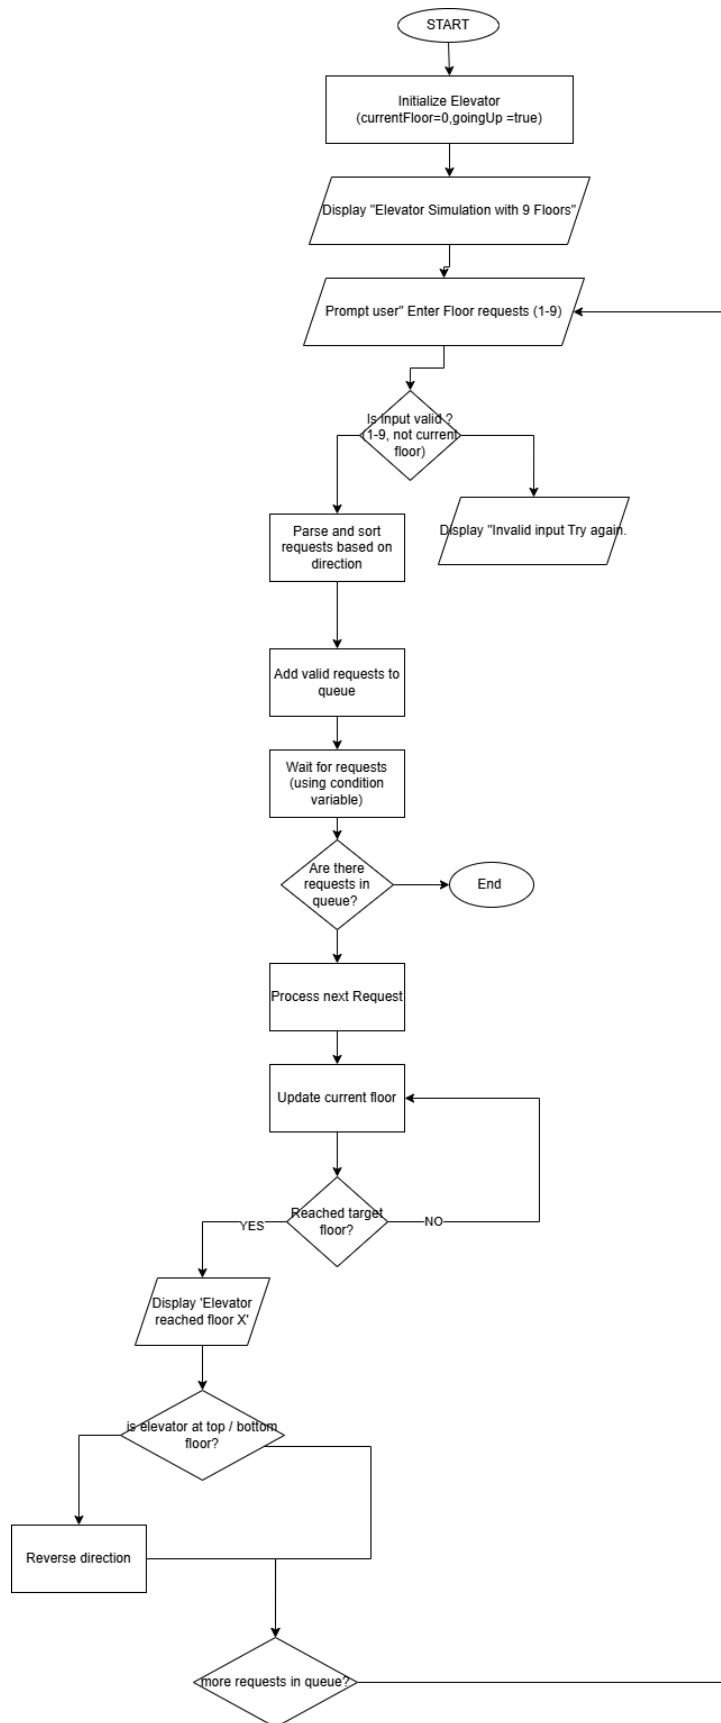 START
Initialize Elevator
(currentFloor=0,goingUp =true)
Display "Elevator Simulation with 9 Floors"
Prompt user" Enter Floor requests (1-9)
Is input valid ?
(1-9, not current
floor)
Parse and sort
requests based on
direction
Display "Invalid input Try again.
Add valid requests to
queue
Wait for requests
(using condition
variable)
Are there
requests in
queue?
End
Process next Request
Update current floor
Reached target
floor?
YES
NO
Display 'Elevator
reached floor X'
is elevator at top / bottom
floor?
Reverse direction
more requests in queue?